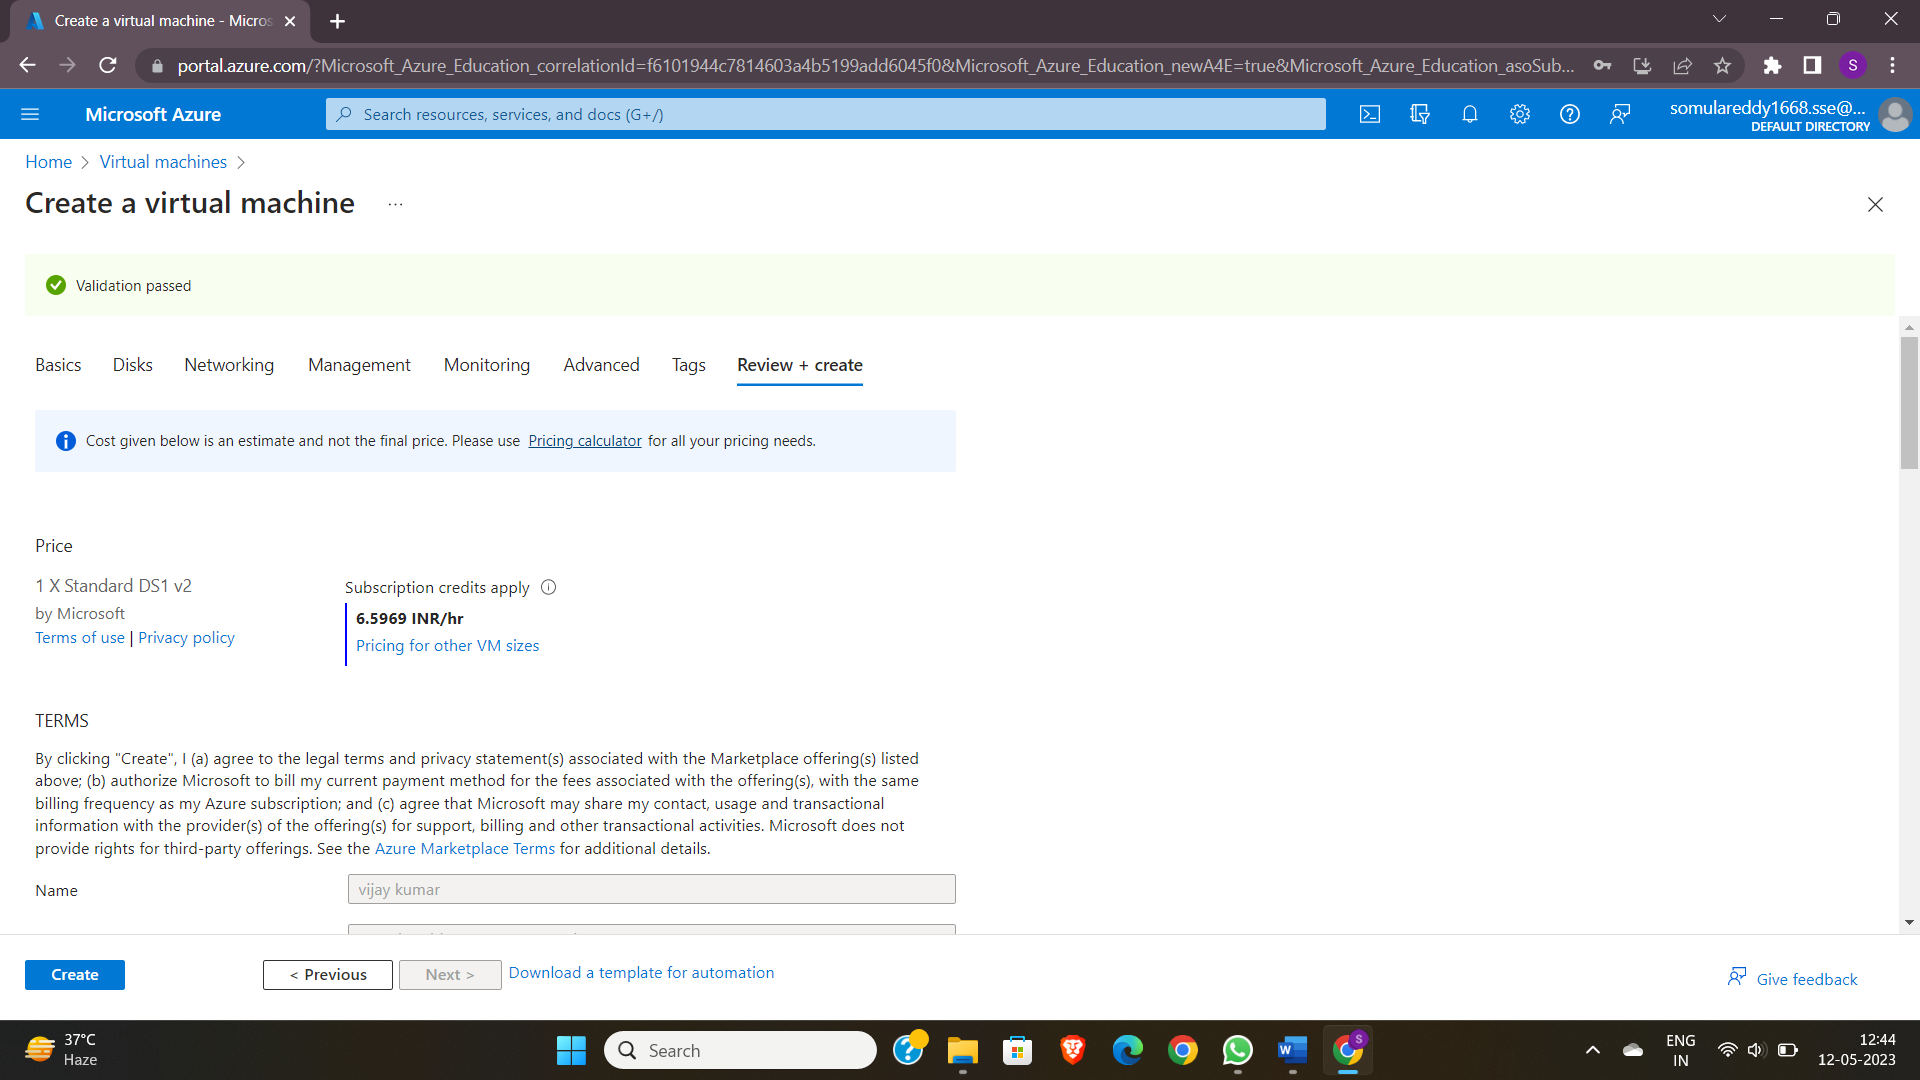 Create a virtual machine - Micros
portal.azure.com/?Microsoft_Azure_Education_correlationId=f6101944c7814603a4b5199add6045f0&Microsoft_Azure_Education_newA4E=true&Microsoft_Azure_Education_asoSub...
S
Microsoft Azure
Search resources, services, and docs (G+/)
somulareddy1668.sse@...
DEFAULT DIRECTORY
Home > Virtual machines >
Create a virtual machine ...
Validation passed
Basics Disks Networking Management Monitoring Advanced Tags Review + create
Cost given below is an estimate and not the final price. Please use Pricing calculator for all your pricing needs.
Price
1 X Standard DS1 v2
by Microsoft
Terms of use | Privacy policy
Subscription credits apply
6.5969 INR/hr
Pricing for other VM sizes
TERMS
By clicking "Create", I (a) agree to the legal terms and privacy statement(s) associated with the Marketplace offering(s) listed
above; (b) authorize Microsoft to bill my current payment method for the fees associated with the offering(s), with the same
billing frequency as my Azure subscription; and (c) agree that Microsoft may share my contact, usage and transactional
information with the provider(s) of the offering(s) for support, billing and other transactional activities. Microsoft does not
provide rights for third-party offerings. See the Azure Marketplace Terms for additional details.
Name vijay kumar
Create < Previous Next > Download a template for automation
Give feedback
37°C
Haze
Search
S
ENG
IN
12:44
12-05-2023